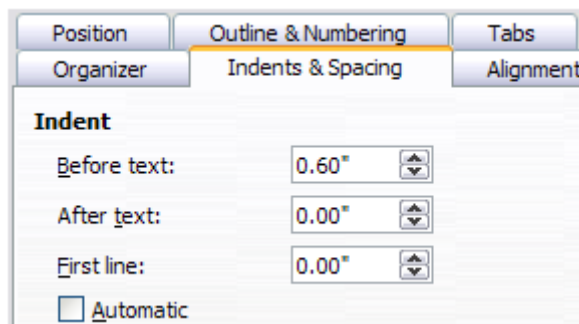 Position Outline & Numbering Tabs
Organizer Indents & Spacing Alignment
Indent
Before text: 0.60"
After text: 0.00"
First line: 0.00"
Automatic